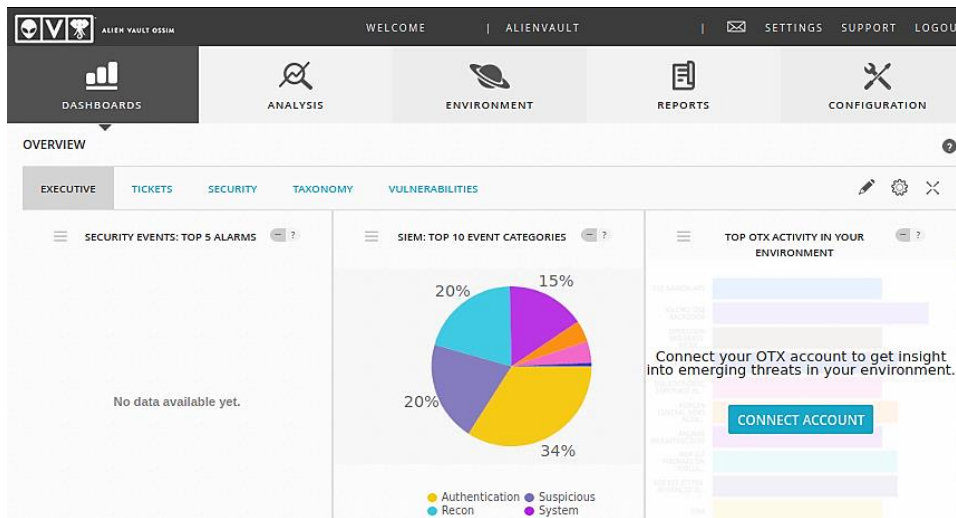 ALIEN VAULT OSSIM
WELCOME | ALIENVAULT | SETTINGS SUPPORT LOGOU
DASHBOARDS ANALYSIS ENVIRONMENT REPORTS CONFIGURATION
OVERVIEW ?
EXECUTIVE TICKETS SECURITY TAXONOMY VULNERABILITIES
SECURITY EVENTS: TOP 5 ALARMS − ?
No data available yet.
SIEM: TOP 10 EVENT CATEGORIES − ?
20% 15%
20%
34%
Authentication Suspicious
Recon System
TOP OTX ACTIVITY IN YOUR − ?
ENVIRONMENT
Connect your OTX account to get insight
into emerging threats in your environment.
CONNECT ACCOUNT